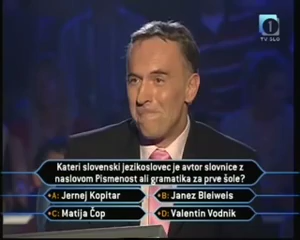 1
TV SLO
Kateri slovenski jezikoslovec je avtor slovnice z
naslovom Pismenost ali gramatika za prve šole?
A: Jernej Kopitar
B: Janez Bleiweis
C: Matija Čop
D: Valentin Vodnik